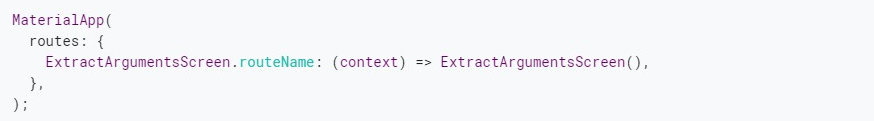 MaterialApp(
  routes: {
    ExtractArgumentsScreen.routeName: (context) => ExtractArgumentsScreen(),
  },
);